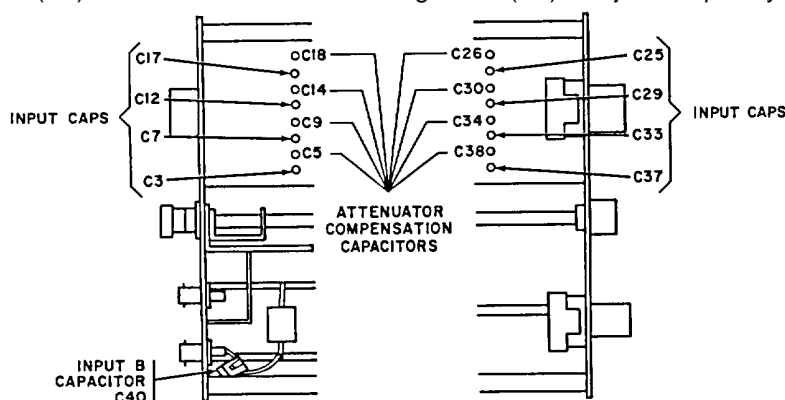 C17
C12
C7
C3
INPUT CAPS
C18
C14
C9
C5
C26
C30
C34
C38
C25
C29
C33
C37
INPUT CAPS
ATTENUATOR
COMPENSATION
CAPACITORS
INPUT B
CAPACITOR
C40